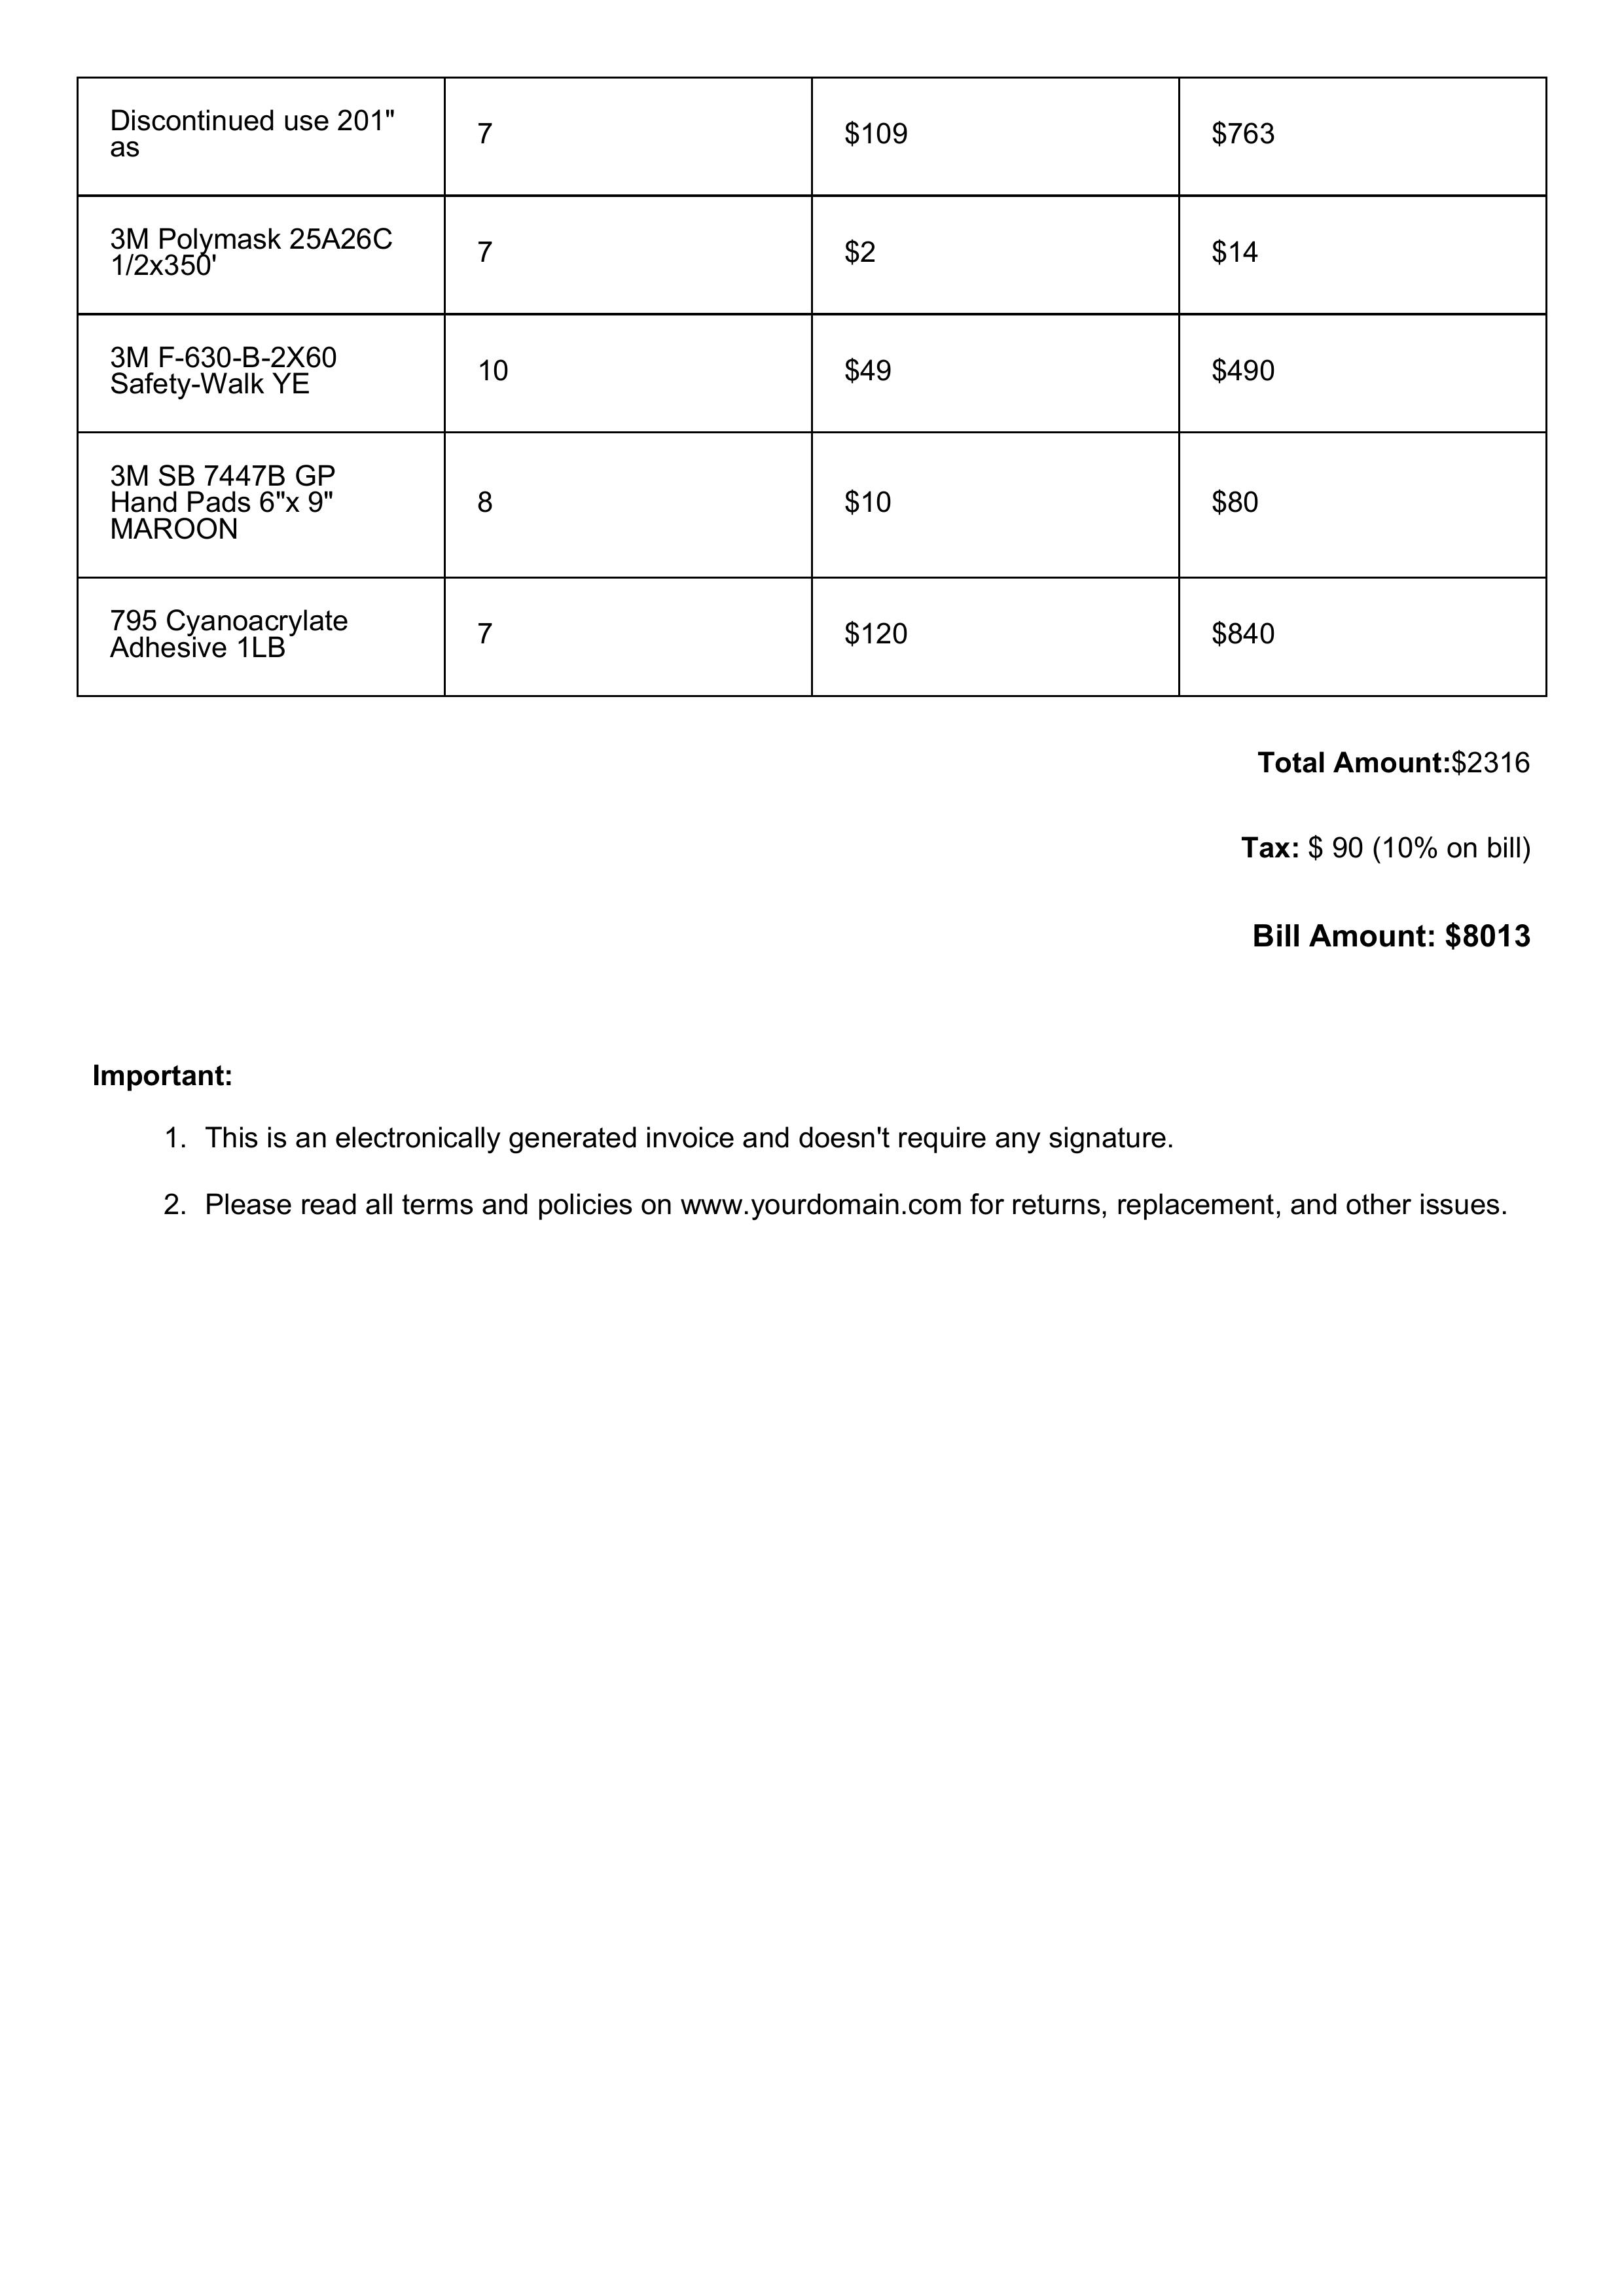 Discontinued use 201"
as
7
$109
$763
3M Polymask 25A26C
1/2x350'
7
$2
$14
3M F-630-B-2X60
Safety-Walk YE
10
$49
$490
3M SB 7447B GP
Hand Pads 6"x 9"
MAROON
8
$10
$80
795 Cyanoacrylate
Adhesive 1LB
7
$120
$840
Total Amount:$2316
Tax: $ 90 (10% on bill)
Bill Amount: $8013
Important:
1. This is an electronically generated invoice and doesn't require any signature.
2. Please read all terms and policies on www.yourdomain.com for returns, replacement, and other issues.